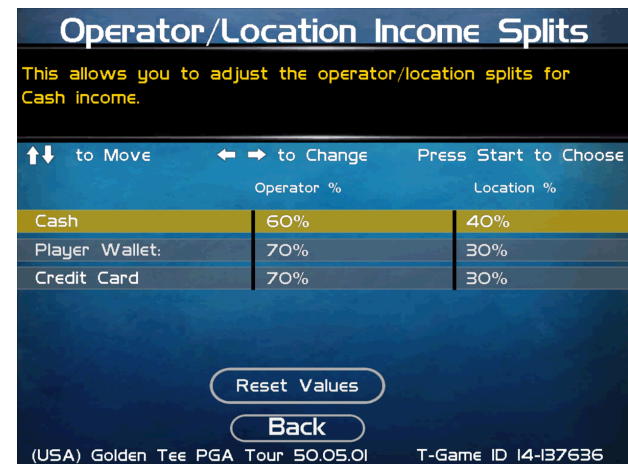 Operator/Location Income Splits
This allows you to adjust the operator/location splits for
Cash income.
to Move to Change Press Start to Choose
Operator % Location %
Cash 60% 40%
Player Wallet: 70% 30%
Credit Card 70% 30%
Reset Values
Back
(USA) Golden Tee PGA Tour 50.05.01 T-Game ID 14-137636